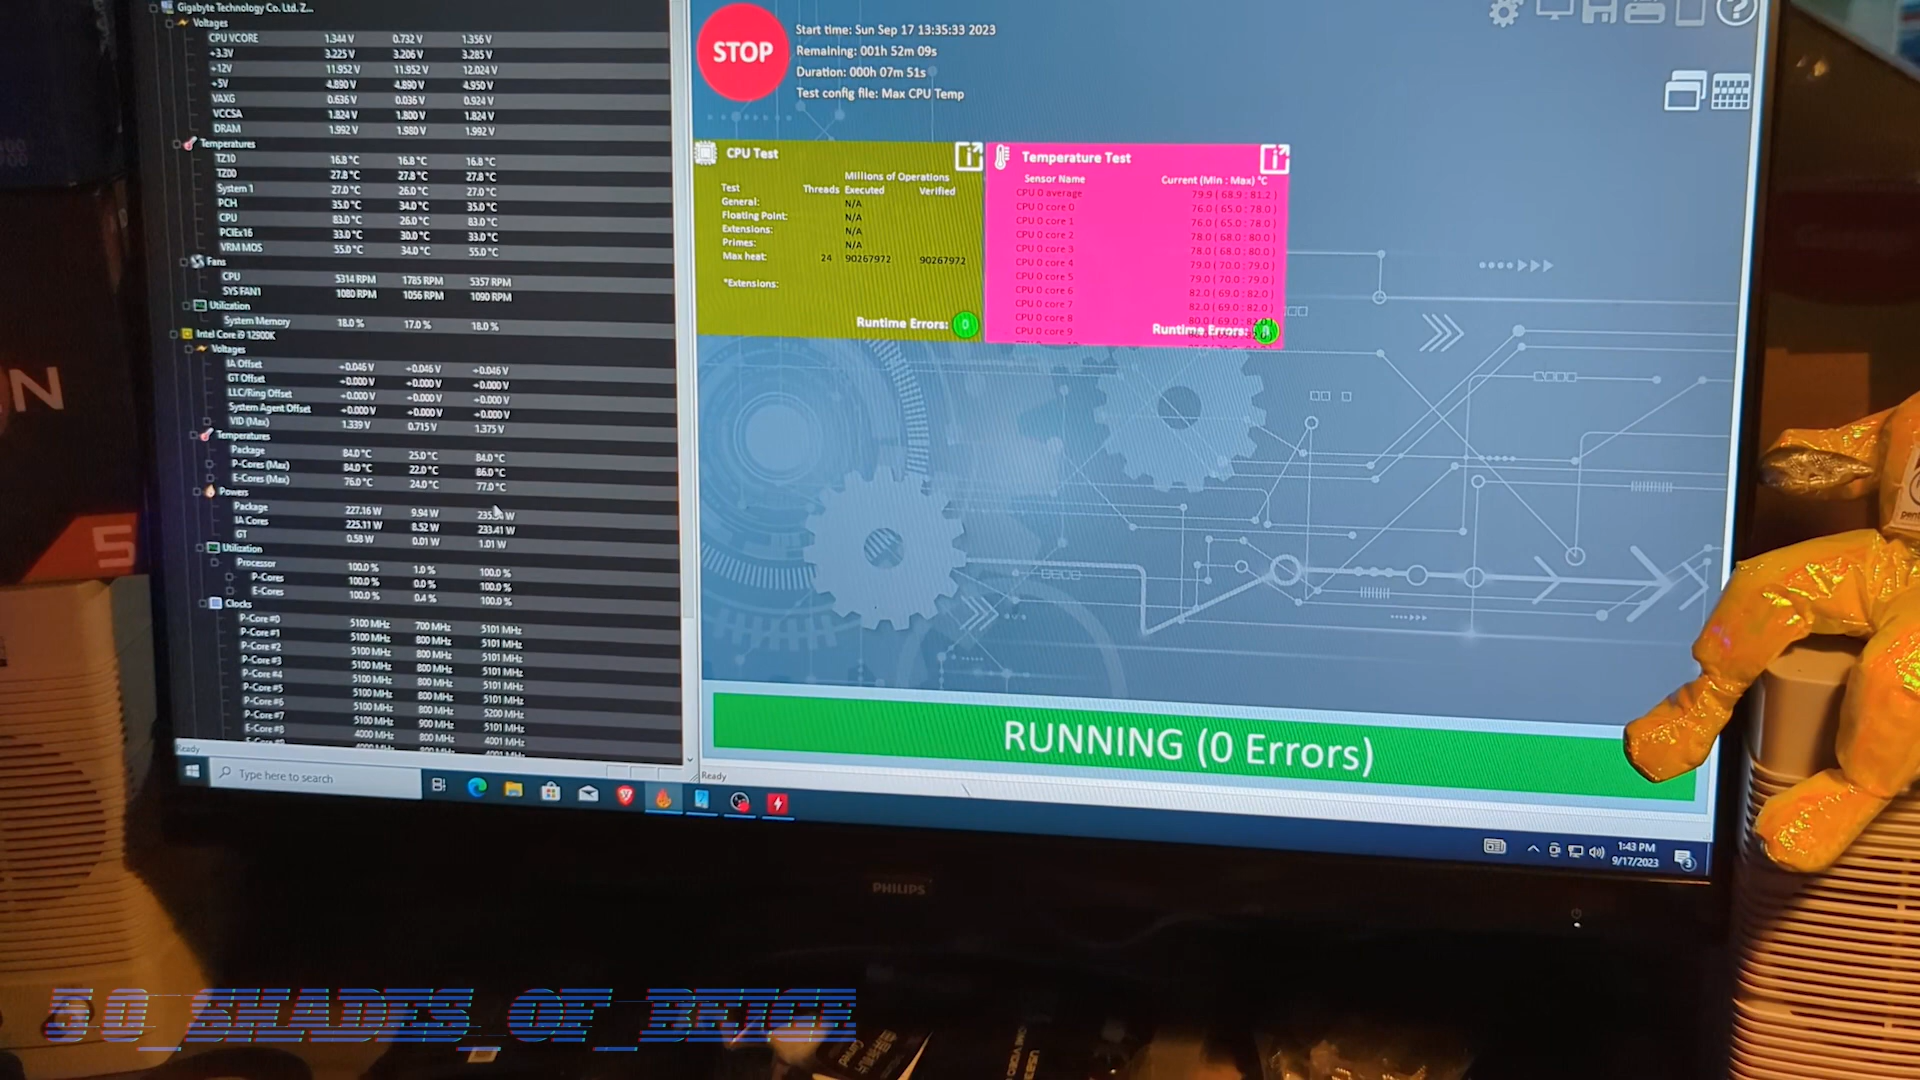 Gigabyte Technology Co. Ltd. Z...
Voltages
CPU VCORE 1.344 V 0.732 V 1.356 V
+3.3V 3.225 V 3.206 V 3.285 V
+12V 11.952 V 11.952 V 12.024 V
+5V 4.890 V 4.890 V 4.950 V
VAXG 0.636 V 0.036 V 0.924 V
VCCSA 1.824 V 1.800 V 1.824 V
DRAM 1.992 V 1.980 V 1.992 V
Temperatures
TZ10 16.8 °C 16.8 °C 16.8 °C
TZ00 27.8 °C 27.8 °C 27.8 °C
System 1 27.0 °C 26.0 °C 27.0 °C
PCH 35.0 °C 34.0 °C 35.0 °C
CPU 83.0 °C 26.0 °C 83.0 °C
PCIEx16 33.0 °C 30.0 °C 33.0 °C
VRM MOS 55.0 °C 34.0 °C 55.0 °C
Fans
CPU 5314 RPM 1785 RPM 5357 RPM
SYS FAN1 1080 RPM 1056 RPM 1090 RPM
Utilization
System Memory 18.0 % 17.0 % 18.0 %
Intel Core i9 12900K
Voltages
IA Offset +0.046 V +0.046 V +0.046 V
GT Offset +0.000 V +0.000 V +0.000 V
LLC/Ring Offset +0.000 V +0.000 V +0.000 V
System Agent Offset +0.000 V +0.000 V +0.000 V
VID (Max) 1.339 V 0.715 V 1.375 V
Temperatures
Package 84.0 °C 25.0 °C 84.0 °C
P-Cores (Max) 84.0 °C 22.0 °C 86.0 °C
E-Cores (Max) 76.0 °C 24.0 °C 77.0 °C
Powers
Package 227.16 W 9.94 W W
IA Cores 225.11 W 8.52 W 233.41 W
GT 0.58 W 0.01 W 1.01 W
Utilization
Processor 100.0 % 1.0 % 100.0 %
P-Cores 100.0 % 0.0 % 100.0 %
E-Cores 100.0 % 0.4 % 100.0 %
Clocks
P-Core #0 5100 MHz 700 MHz 5101 MHz
P-Core #1 5100 MHz 800 MHz 5101 MHz
P-Core #2 5100 MHz 800 MHz 5101 MHz
P-Core #3 5100 MHz 800 MHz 5101 MHz
P-Core #4 5100 MHz 800 MHz 5101 MHz
P-Core #5 5100 MHz 800 MHz 5101 MHz
P-Core #6 5100 MHz 800 MHz 5200 MHz
P-Core #7 5100 MHz 900 MHz 5101 MHz
E-Core #8 4000 MHz 800 MHz 4001 MHz
Ready
Type here to search
STOP
Start time: Sun Sep 17 13:35:33 2023
Remaining: 001h 52m 09s
Duration: 000h 07m 51s
Test config file: Max CPU Temp
CPU Test
Millions of Operations
Test Threads Executed Verified
General: N/A
Floating Point: N/A
Extensions: N/A
Primes: N/A
Max heat: 24 90267972 90267972
*Extensions:
Runtime Errors: 0
Temperature Test
Sensor Name Current (Min : Max) °C
CPU 0 average 79.9 ( 68.9 : 81.2 )
CPU 0 core 0 76.0 ( 65.0 : 78.0 )
CPU 0 core 1 76.0 ( 65.0 : 78.0 )
CPU 0 core 2 78.0 ( 68.0 : 80.0 )
CPU 0 core 3 78.0 ( 68.0 : 80.0 )
CPU 0 core 4 79.0 ( 70.0 : 79.0 )
CPU 0 core 5 79.0 ( 70.0 : 79.0 )
CPU 0 core 6 82.0 ( 69.0 : 82.0 )
CPU 0 core 7 82.0 ( 69.0 : 82.0 )
CPU 0 core 8
CPU 0 core 9
Runtime Errors: 0
RUNNING (0 Errors)
Ready
1:43 PM
9/17/2023
3
PHILIPS
N
5
50_SHADES_OF_BRICE